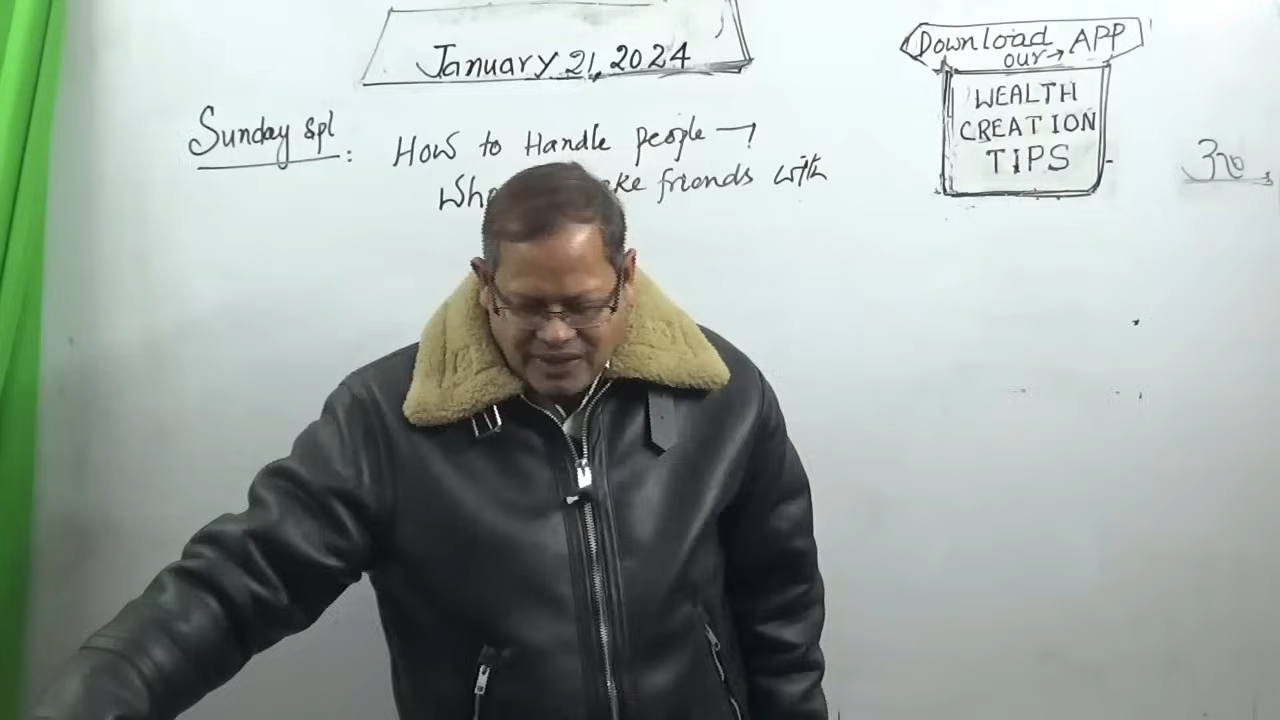 January 21, 2024
Sunday spl :
How to Handle people →
friends with
Download
our → APP
WEALTH
CREATION
TIPS